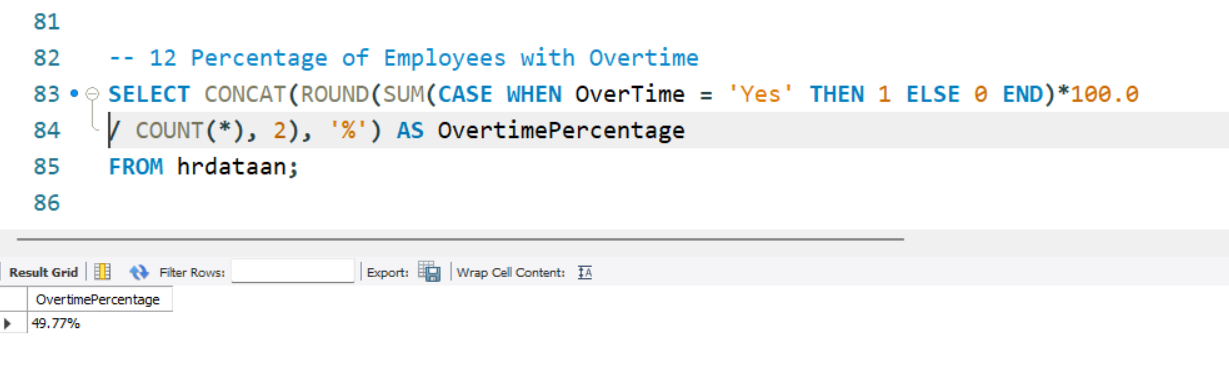 81
82 -- 12 Percentage of Employees with Overtime
83 SELECT CONCAT(ROUND(SUM(CASE WHEN OverTime = 'Yes' THEN 1 ELSE 0 END)*100.0
84 / COUNT(*), 2), '%') AS OvertimePercentage
85 FROM hrdataan;
86
Result Grid Filter Rows: Export: Wrap Cell Content: IA
OvertimePercentage
49.77%